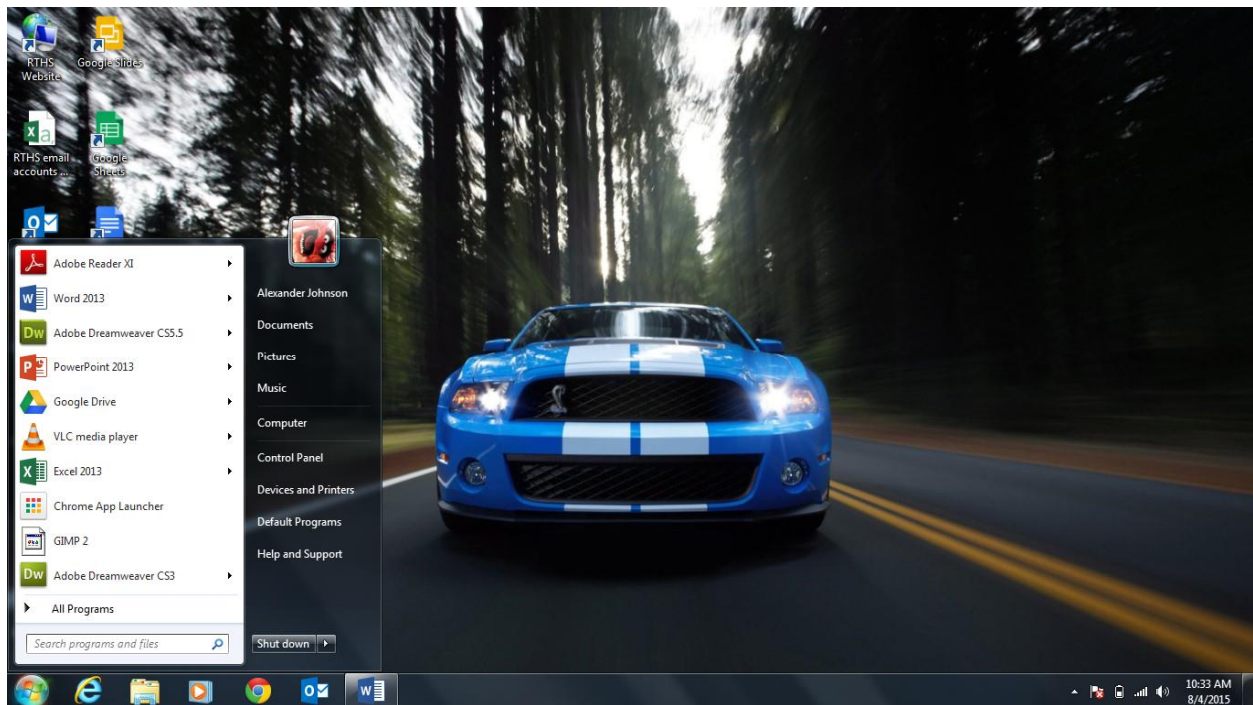 RTHS
Website
Google Slides
RTHS email
accounts ...
Google
Sheets
Adobe Reader XI
Word 2013
Adobe Dreamweaver CS5.5
PowerPoint 2013
Google Drive
VLC media player
Excel 2013
Chrome App Launcher
GIMP 2
Adobe Dreamweaver CS3
All Programs
Search programs and files
Alexander Johnson
Documents
Pictures
Music
Computer
Control Panel
Devices and Printers
Default Programs
Help and Support
Shut down
10:33 AM
8/4/2015